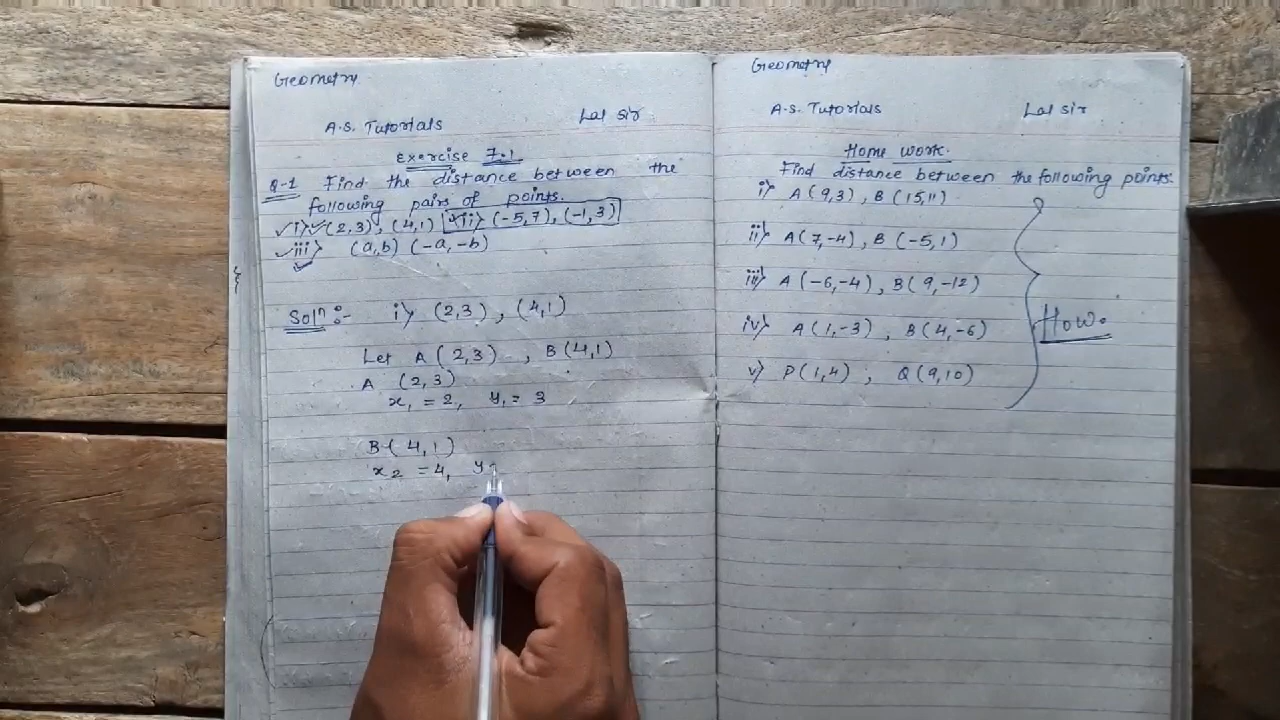 Geometry
A.S. Tutorials Lal sir
Exercise 7.1
Q-1 Find the distance between the
following pairs of points.
i) (2,3), (4,1) ii) (-5,7), (-1,3)
iii) (a,b) (-a,-b)
Solⁿ :- i) (2,3) , (4,1)
Let A (2,3) , B(4,1)
A (2,3)
x₁ = 2, y₁ = 3
B(4,1)
x₂ = 4, y
Geometry
A.S. Tutorials Lal sir
Home work.
Find distance between the following points.
i) A(9,3) , B(15,11)
ii) A(7,-4) , B(-5,1)
iii) A(-6,-4) , B(9,-12)
iv) A(1,-3) , B(4,-6)
v) P(1,4) , Q(9,10)
H.O.W.